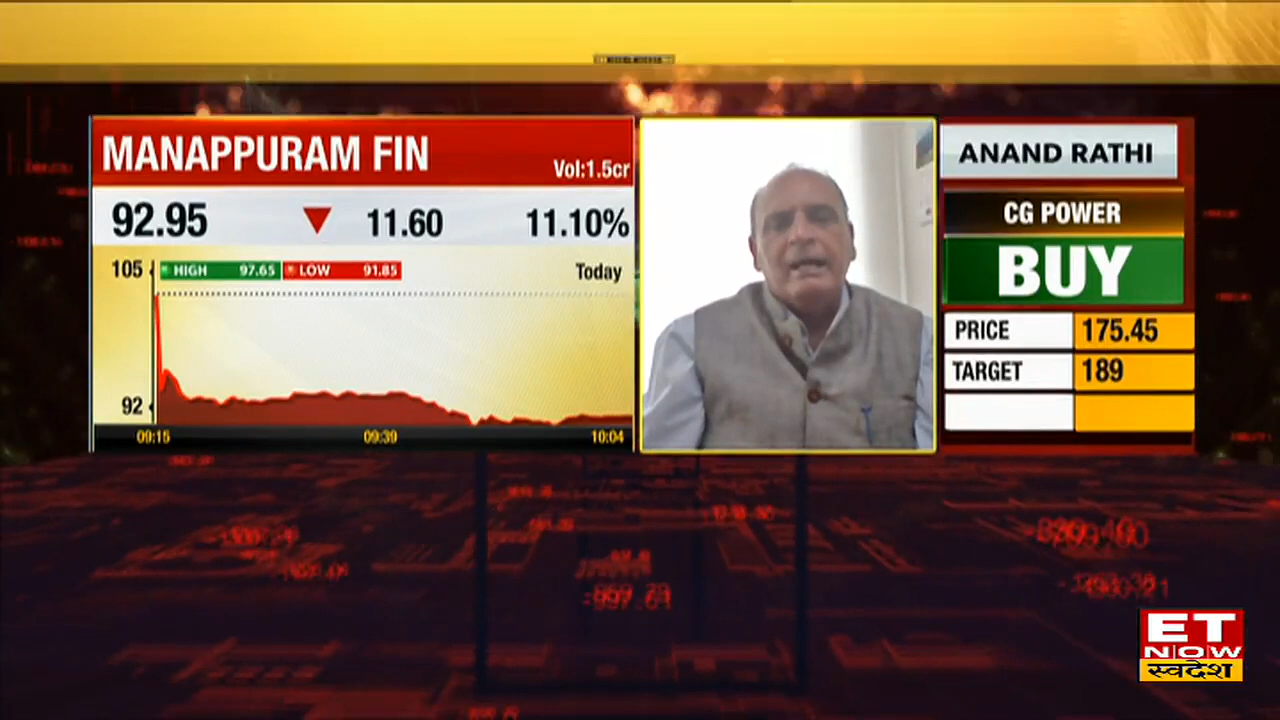 MANAPPURAM FIN
Vol:1.5cr
92.95 ▼ 11.60 11.10%
105
HIGH 97.65 LOW 91.85
Today
92
09:15 09:39 10:04
ANAND RATHI
CG POWER
BUY
PRICE 175.45
TARGET 189
ET
NOW
स्वदेश